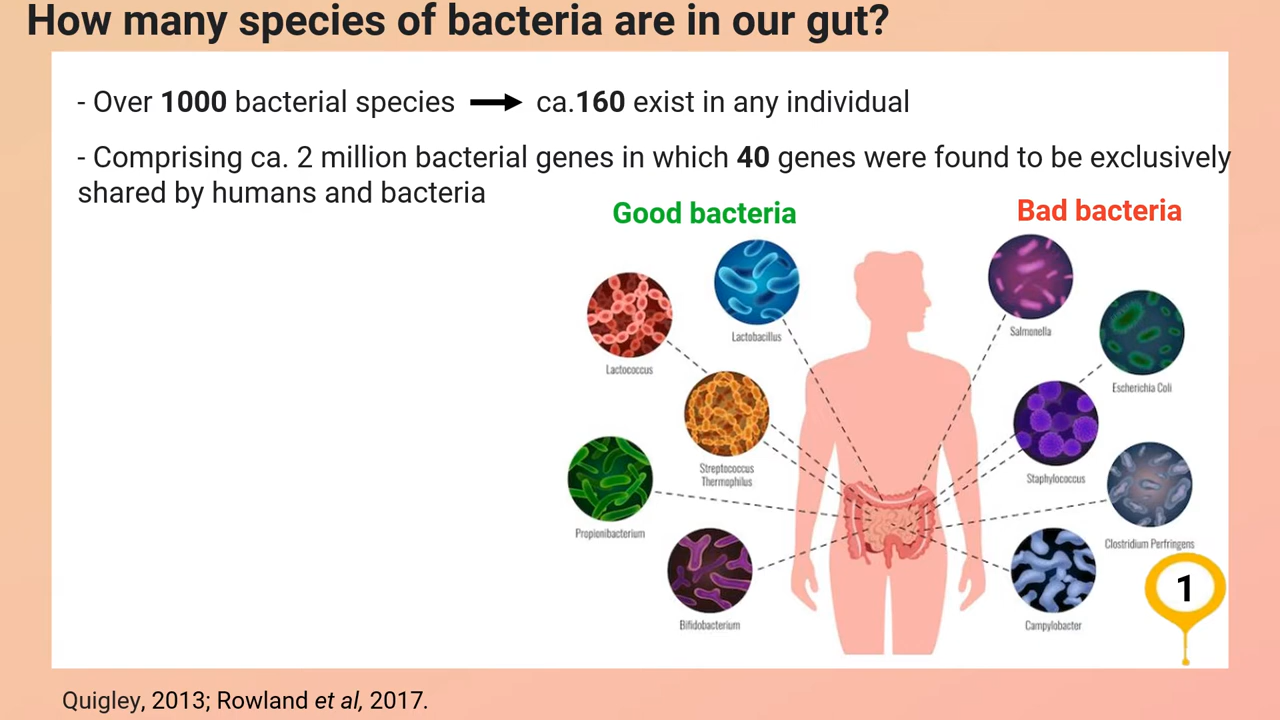 How many species of bacteria are in our gut?
- Over 1000 bacterial species ca.160 exist in any individual
- Comprising ca. 2 million bacterial genes in which 40 genes were found to be exclusively
shared by humans and bacteria
Good bacteria
Bad bacteria
Lactobacillus
Salmonella
Lactococcus
Escherichia Coli
Streptococcus
Thermophilus
Staphylococcus
Propionibacterium
Clostridium Perfringens
Bifidobacterium
Campylobacter
1
Quigley, 2013; Rowland et al, 2017.